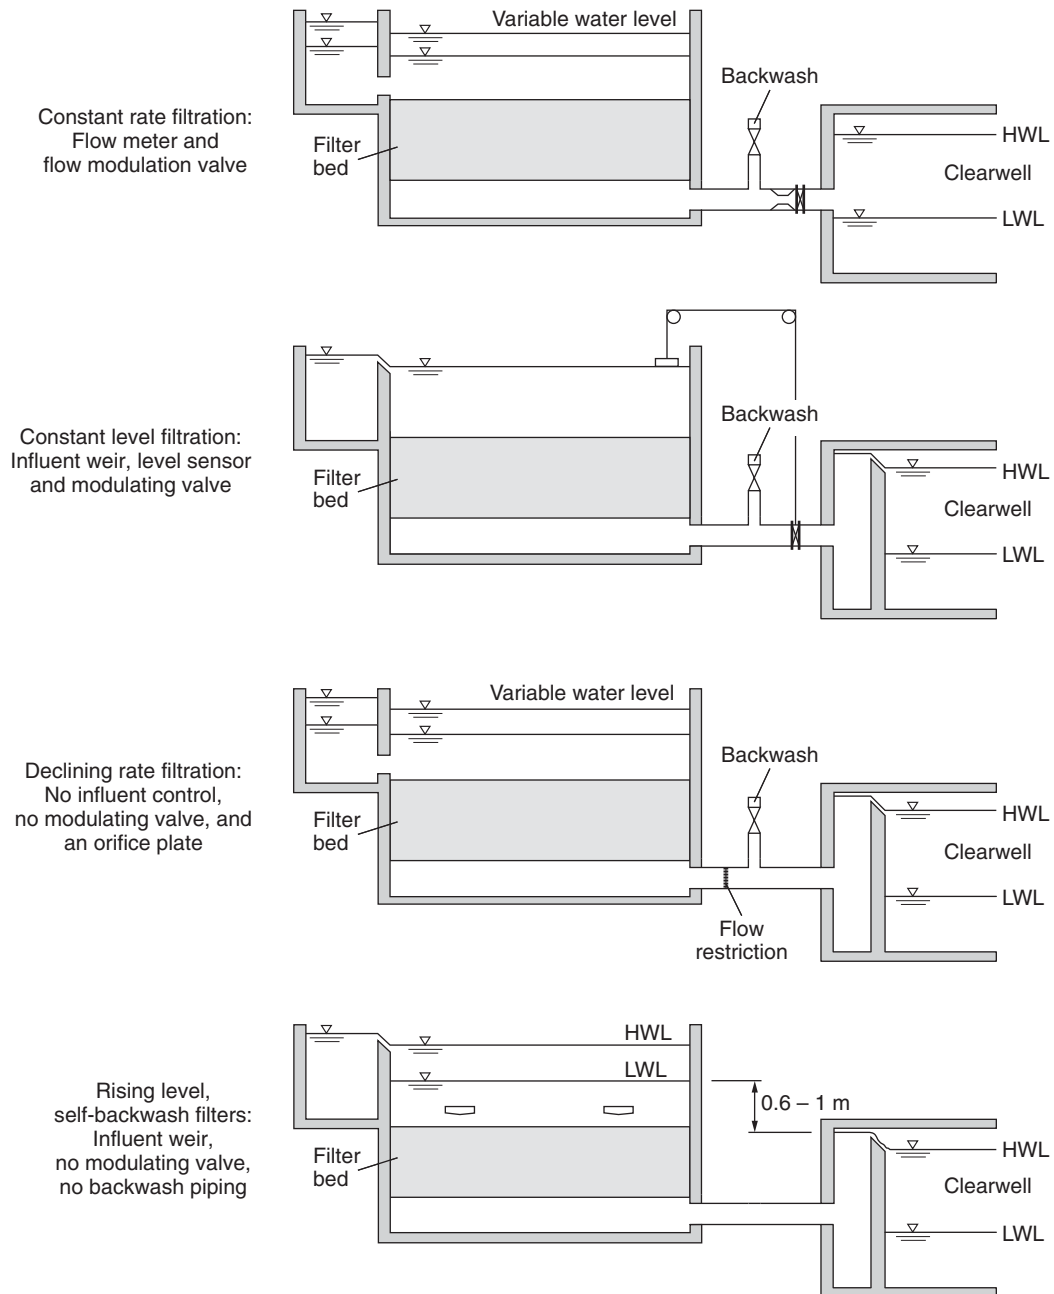 Variable water level
Backwash
Constant rate filtration:
Flow meter and
flow modulation valve
Filter
bed
HWL
Clearwell
LWL
Backwash
Constant level filtration:
Influent weir, level sensor
and modulating valve
Filter
bed
HWL
Clearwell
LWL
Variable water level
Backwash
Declining rate filtration:
No influent control,
no modulating valve, and
an orifice plate
Filter
bed
HWL
Clearwell
LWL
Flow
restriction
HWL
LWL
0.6 – 1 m
Rising level,
self-backwash filters:
Influent weir,
no modulating valve,
no backwash piping
Filter
bed
HWL
Clearwell
LWL